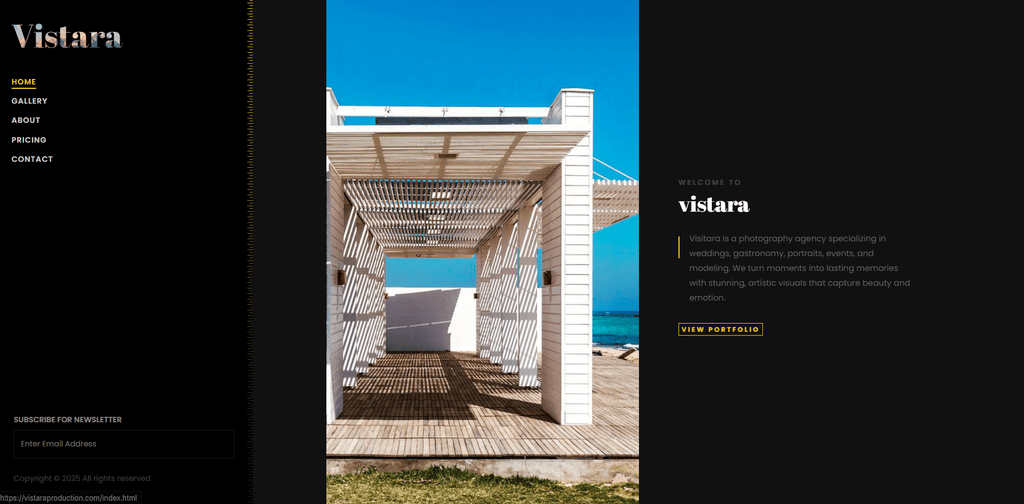 Vistara
HOME
GALLERY
ABOUT
PRICING
CONTACT
SUBSCRIBE FOR NEWSLETTER
Enter Email Address
Copyright © 2025 All rights reserved
https://vistaraproduction.com/index.html
WELCOME TO
vistara
Visitara is a photography agency specializing in
weddings, gastronomy, portraits, events, and
modeling. We turn moments into lasting memories
with stunning, artistic visuals that capture beauty and
emotion.
VIEW PORTFOLIO